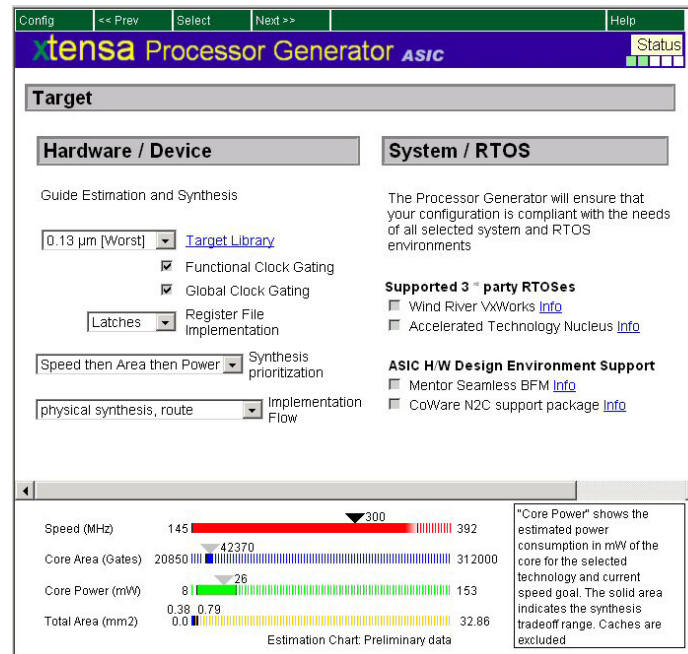 Config << Prev Select Next >> Help
xtensa Processor Generator ASIC Status
Target
Hardware / Device
Guide Estimation and Synthesis
0.13 µm [Worst] Target Library
Functional Clock Gating
Global Clock Gating
Latches Register File
Implementation
Speed then Area then Power Synthesis
prioritization
physical synthesis, route Implementation
Flow
System / RTOS
The Processor Generator will ensure that
your configuration is compliant with the needs
of all selected system and RTOS
environments
Supported 3 party RTOSes
Wind River VxWorks Info
Accelerated Technology Nucleus Info
ASIC H/W Design Environment Support
Mentor Seamless BFM Info
CoWare N2C support package Info
300
Speed (MHz) 145 392
42370
Core Area (Gates) 20850 312000
26
Core Power (mW) 8 153
0.38 0.79
Total Area (mm2) 0.0 32.86
Estimation Chart: Preliminary data
"Core Power" shows the
estimated power
consumption in mW of the
core for the selected
technology and current
speed goal. The solid area
indicates the synthesis
tradeoff range. Caches are
excluded